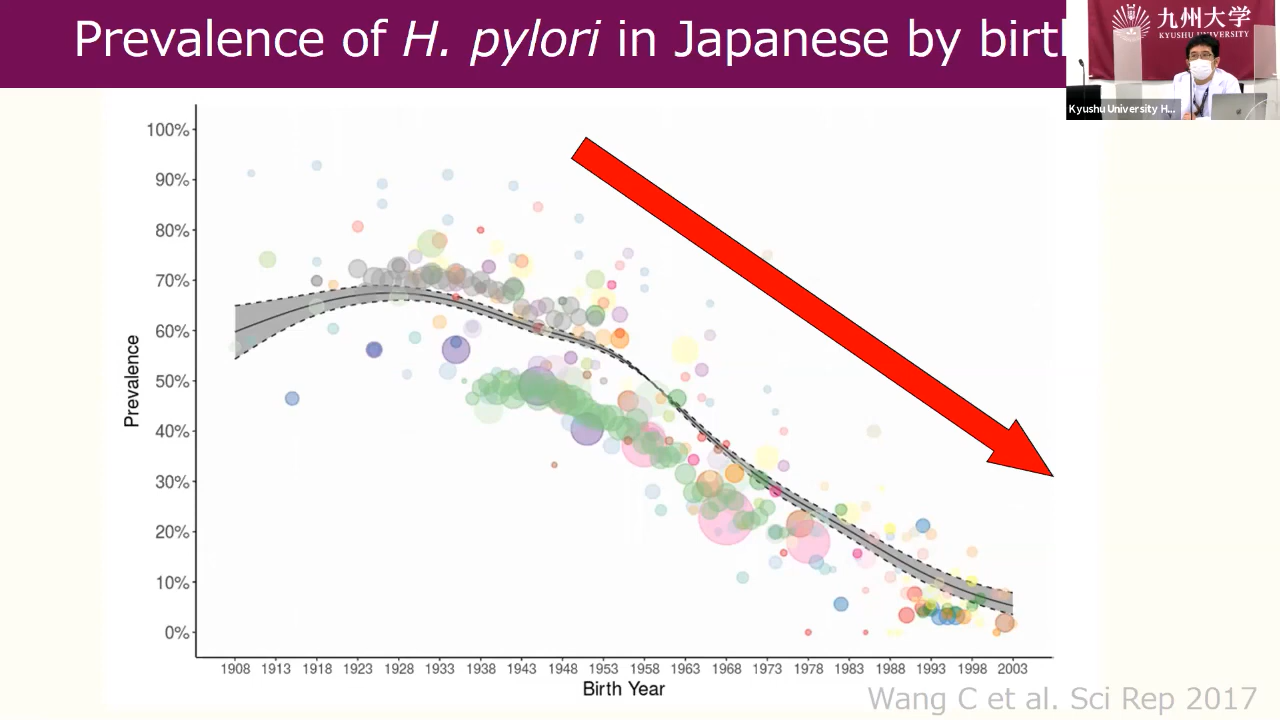 Prevalence of H. pylori in Japanese by birth
九州大学
KYUSHU UNIVERSITY
Kyushu University H...
100%
90%
80%
70%
60%
50%
40%
30%
20%
10%
0%
Prevalence
1908 1913 1918 1923 1928 1933 1938 1943 1948 1953 1958 1963 1968 1973 1978 1983 1988 1993 1998 2003
Birth Year
Wang C et al. Sci Rep 2017